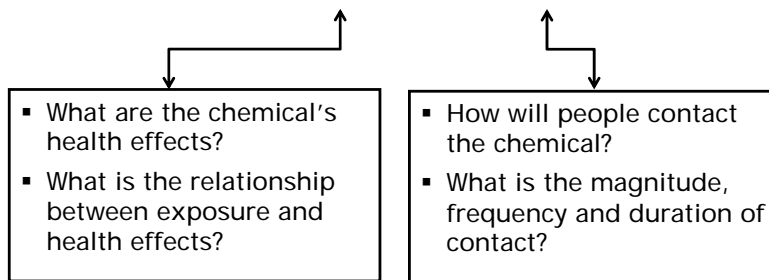 ▪ What are the chemical's
health effects?
▪ What is the relationship
between exposure and
health effects?
▪ How will people contact
the chemical?
▪ What is the magnitude,
frequency and duration of
contact?